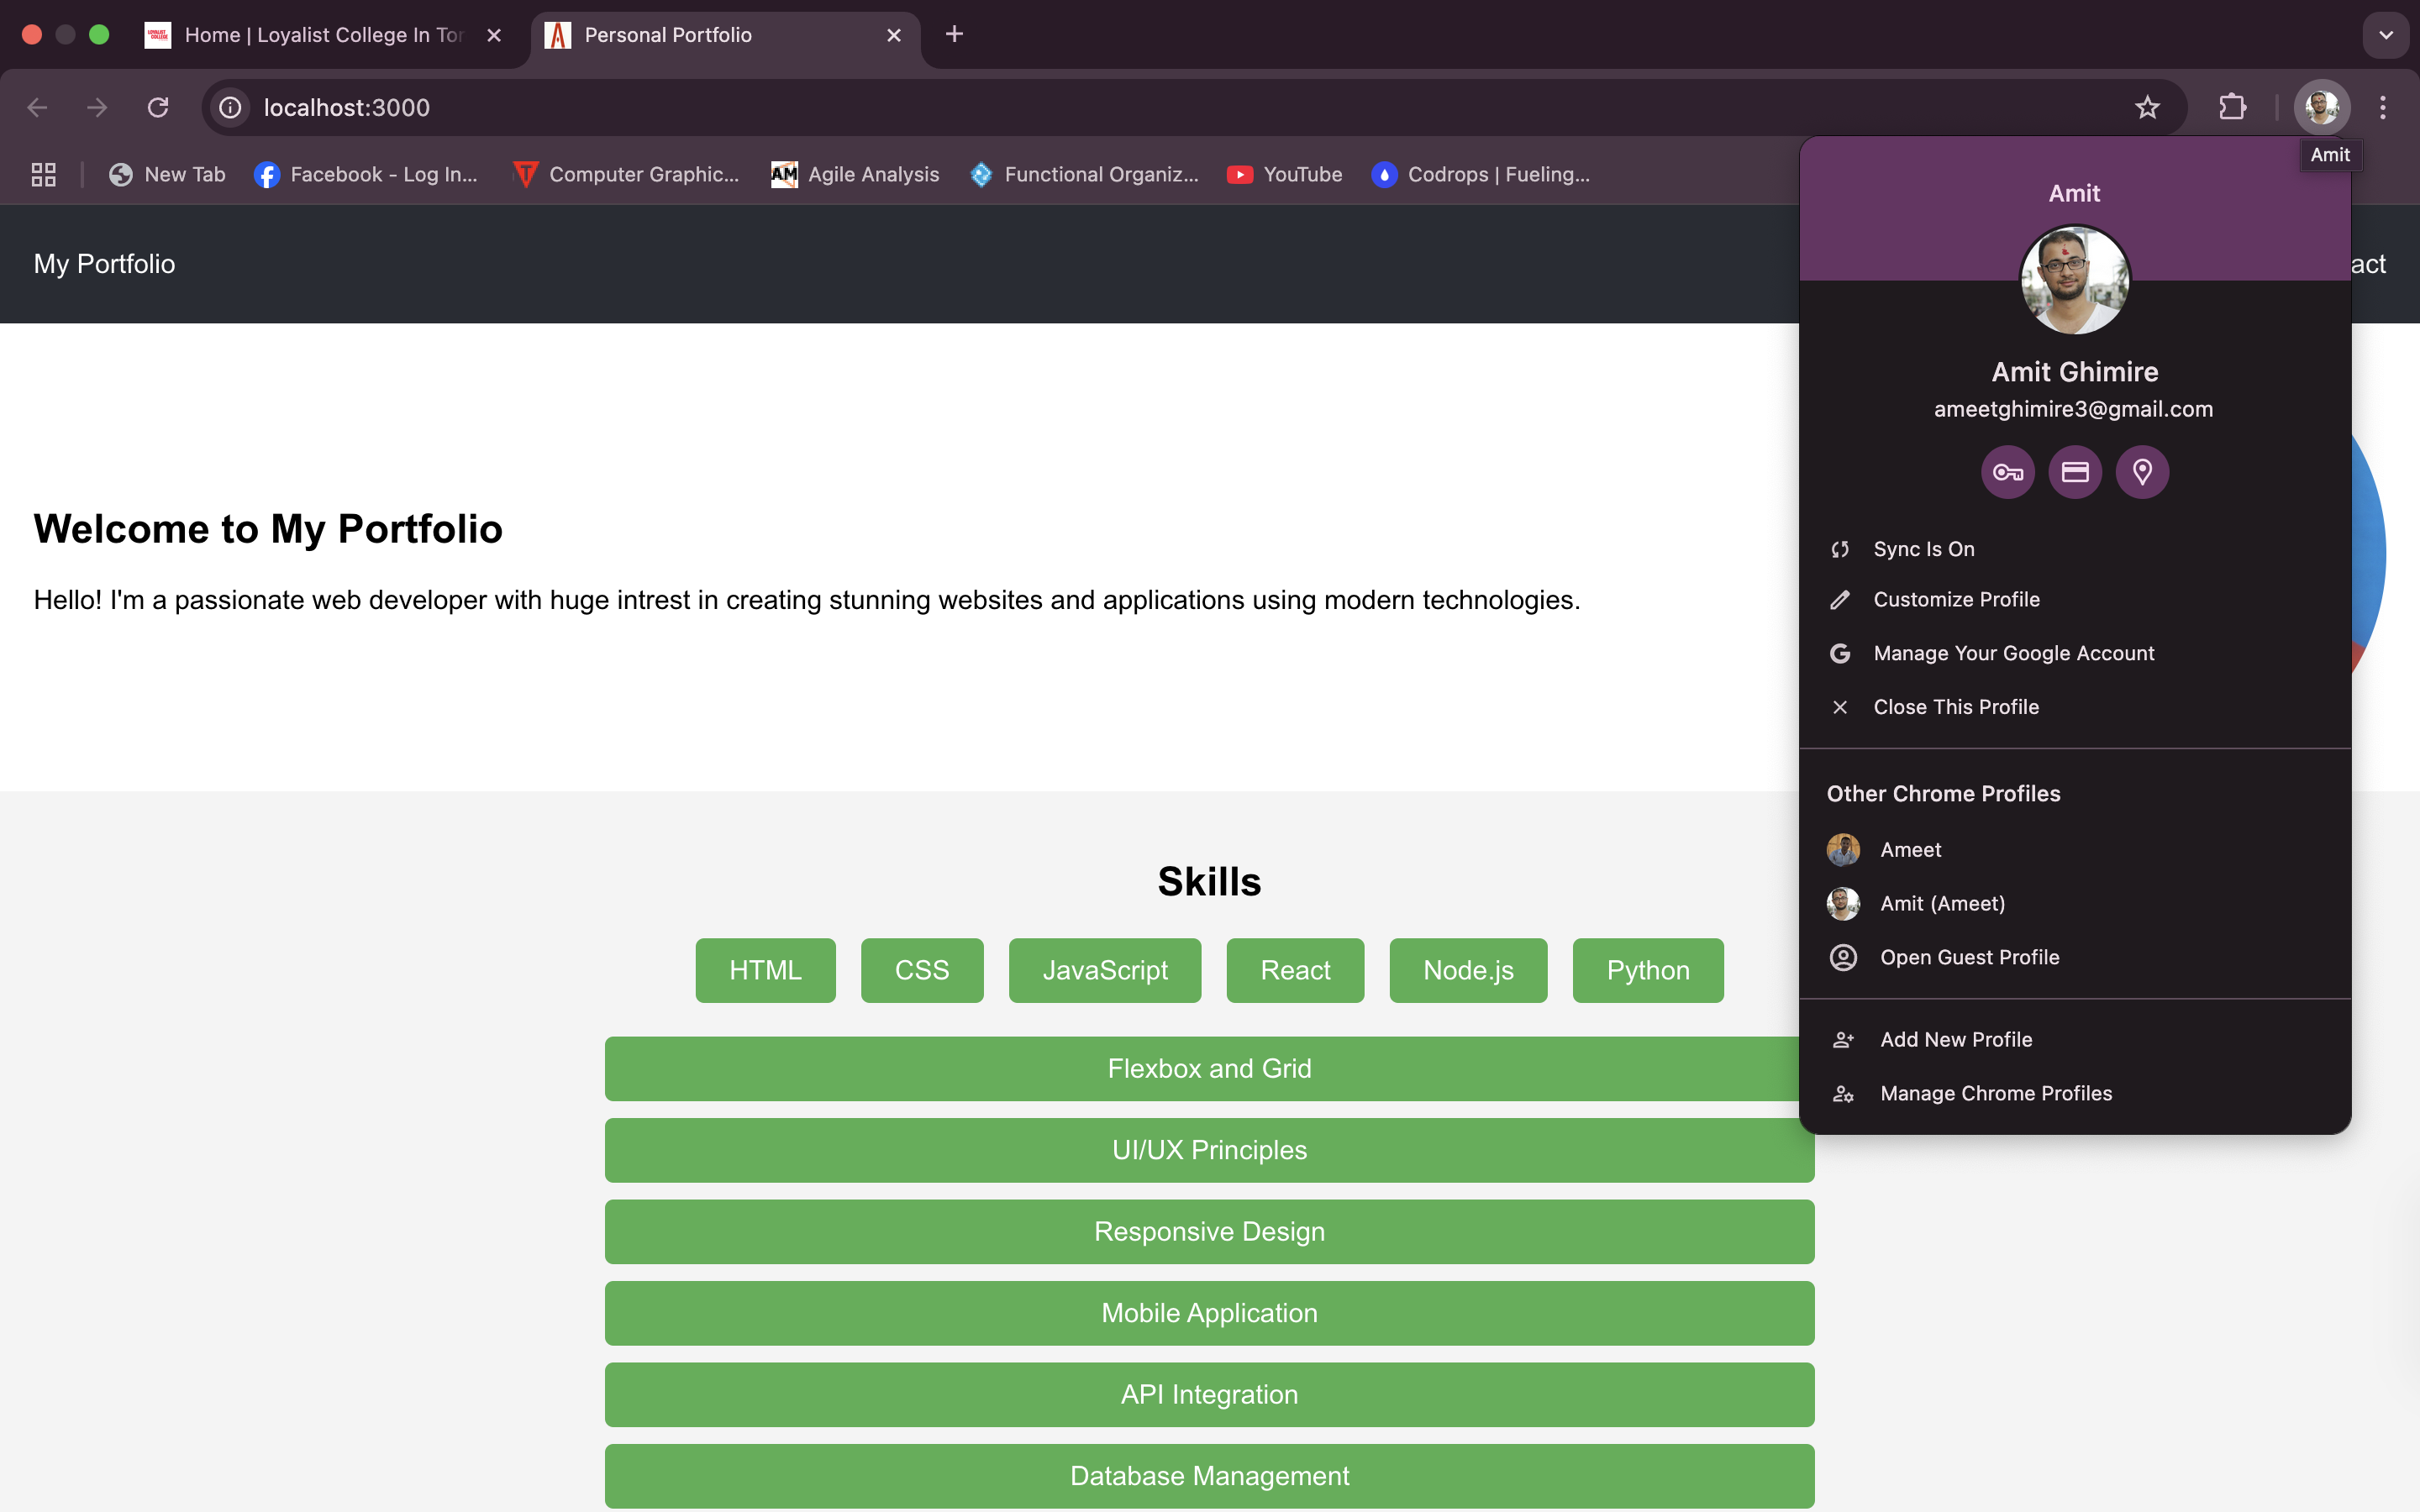 Home | Loyalist College In Tor
Personal Portfolio
localhost:3000
New Tab
Facebook - Log In...
Computer Graphic...
AM
Agile Analysis
Functional Organiz...
YouTube
Codrops | Fueling...
Amit
My Portfolio
act
Welcome to My Portfolio
Hello! I'm a passionate web developer with huge intrest in creating stunning websites and applications using modern technologies.
Skills
HTML
CSS
JavaScript
React
Node.js
Python
Flexbox and Grid
UI/UX Principles
Responsive Design
Mobile Application
API Integration
Database Management
Amit
Amit Ghimire
ameetghimire3@gmail.com
Sync Is On
Customize Profile
Manage Your Google Account
Close This Profile
Other Chrome Profiles
Ameet
Amit (Ameet)
Open Guest Profile
Add New Profile
Manage Chrome Profiles